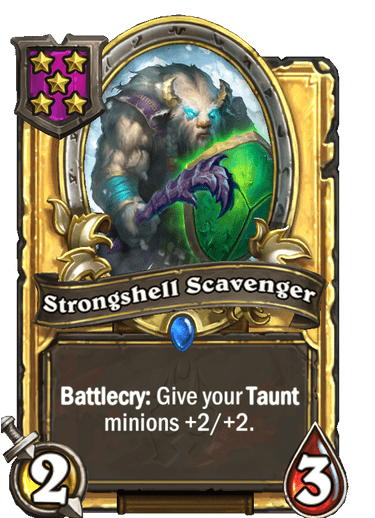 Strongshell Scavenger
Battlecry: Give your Taunt
minions +2/+2.
2
3